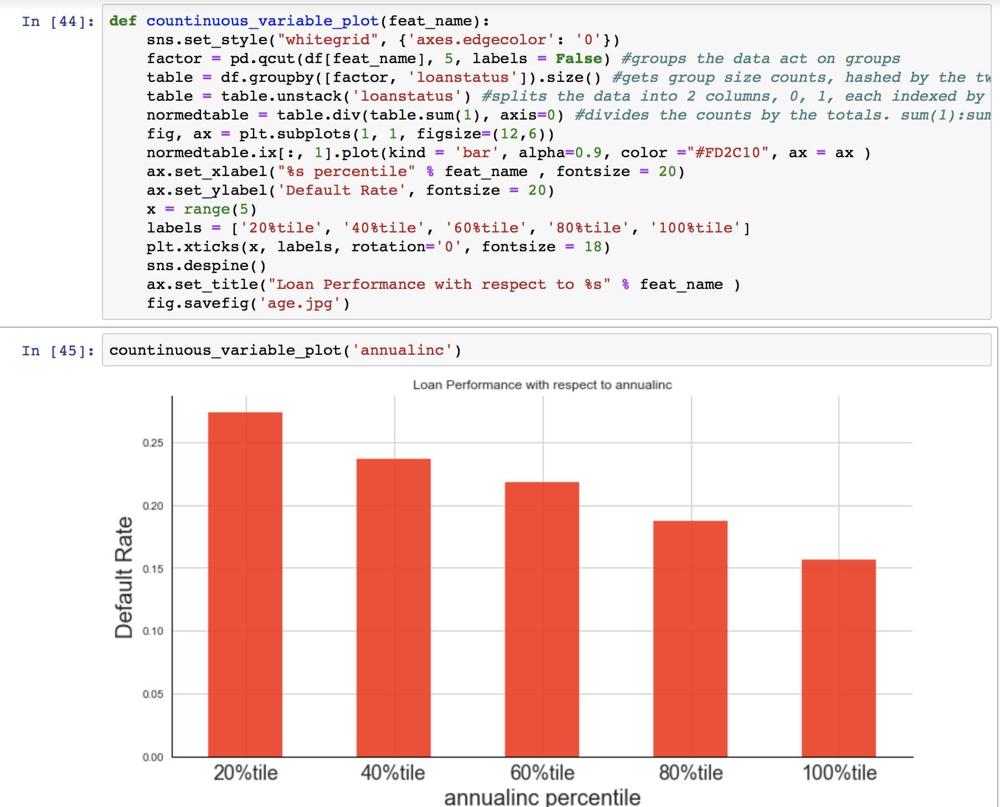 In [44]: def countinuous_variable_plot(feat_name):
    sns.set_style("whitegrid", {'axes.edgecolor': '0'})
    factor = pd.qcut(df[feat_name], 5, labels = False) #groups the data act on groups
    table = df.groupby([factor, 'loanstatus']).size() #gets group size counts, hashed by the tw
    table = table.unstack('loanstatus') #splits the data into 2 columns, 0, 1, each indexed by
    normedtable = table.div(table.sum(1), axis=0) #divides the counts by the totals. sum(1):sum
    fig, ax = plt.subplots(1, 1, figsize=(12,6))
    normedtable.ix[:, 1].plot(kind = 'bar', alpha=0.9, color ="#FD2C10", ax = ax )
    ax.set_xlabel("%s percentile" % feat_name , fontsize = 20)
    ax.set_ylabel('Default Rate', fontsize = 20)
    x = range(5)
    labels = ['20%tile', '40%tile', '60%tile', '80%tile', '100%tile']
    plt.xticks(x, labels, rotation='0', fontsize = 18)
    sns.despine()
    ax.set_title("Loan Performance with respect to %s" % feat_name )
    fig.savefig('age.jpg')
In [45]: countinuous_variable_plot('annualinc')
Loan Performance with respect to annualinc
0.25
0.20
0.15
0.10
0.05
0.00
Default Rate
20%tile 40%tile 60%tile 80%tile 100%tile
annualinc percentile